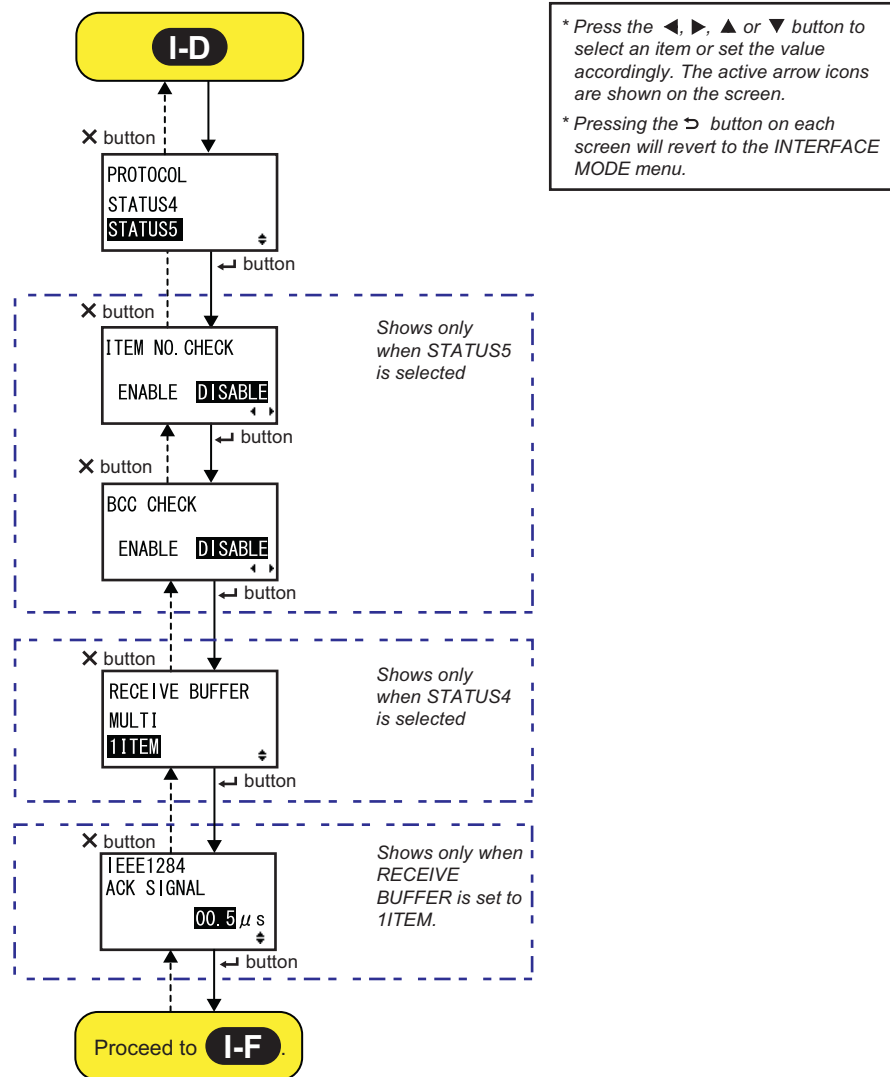 I-D
* Press the ◀, ▶, ▲ or ▼ button to
select an item or set the value
accordingly. The active arrow icons
are shown on the screen.
* Pressing the ⮌ button on each
screen will revert to the INTERFACE
MODE menu.
✕ button
PROTOCOL
STATUS4
STATUS5
↵ button
✕ button
ITEM NO. CHECK
ENABLE DISABLE
Shows only
when STATUS5
is selected
↵ button
✕ button
BCC CHECK
ENABLE DISABLE
↵ button
✕ button
RECEIVE BUFFER
MULTI
1ITEM
Shows only
when STATUS4
is selected
↵ button
✕ button
IEEE1284
ACK SIGNAL
00.5 μs
Shows only when
RECEIVE
BUFFER is set to
1ITEM.
↵ button
Proceed to I-F.